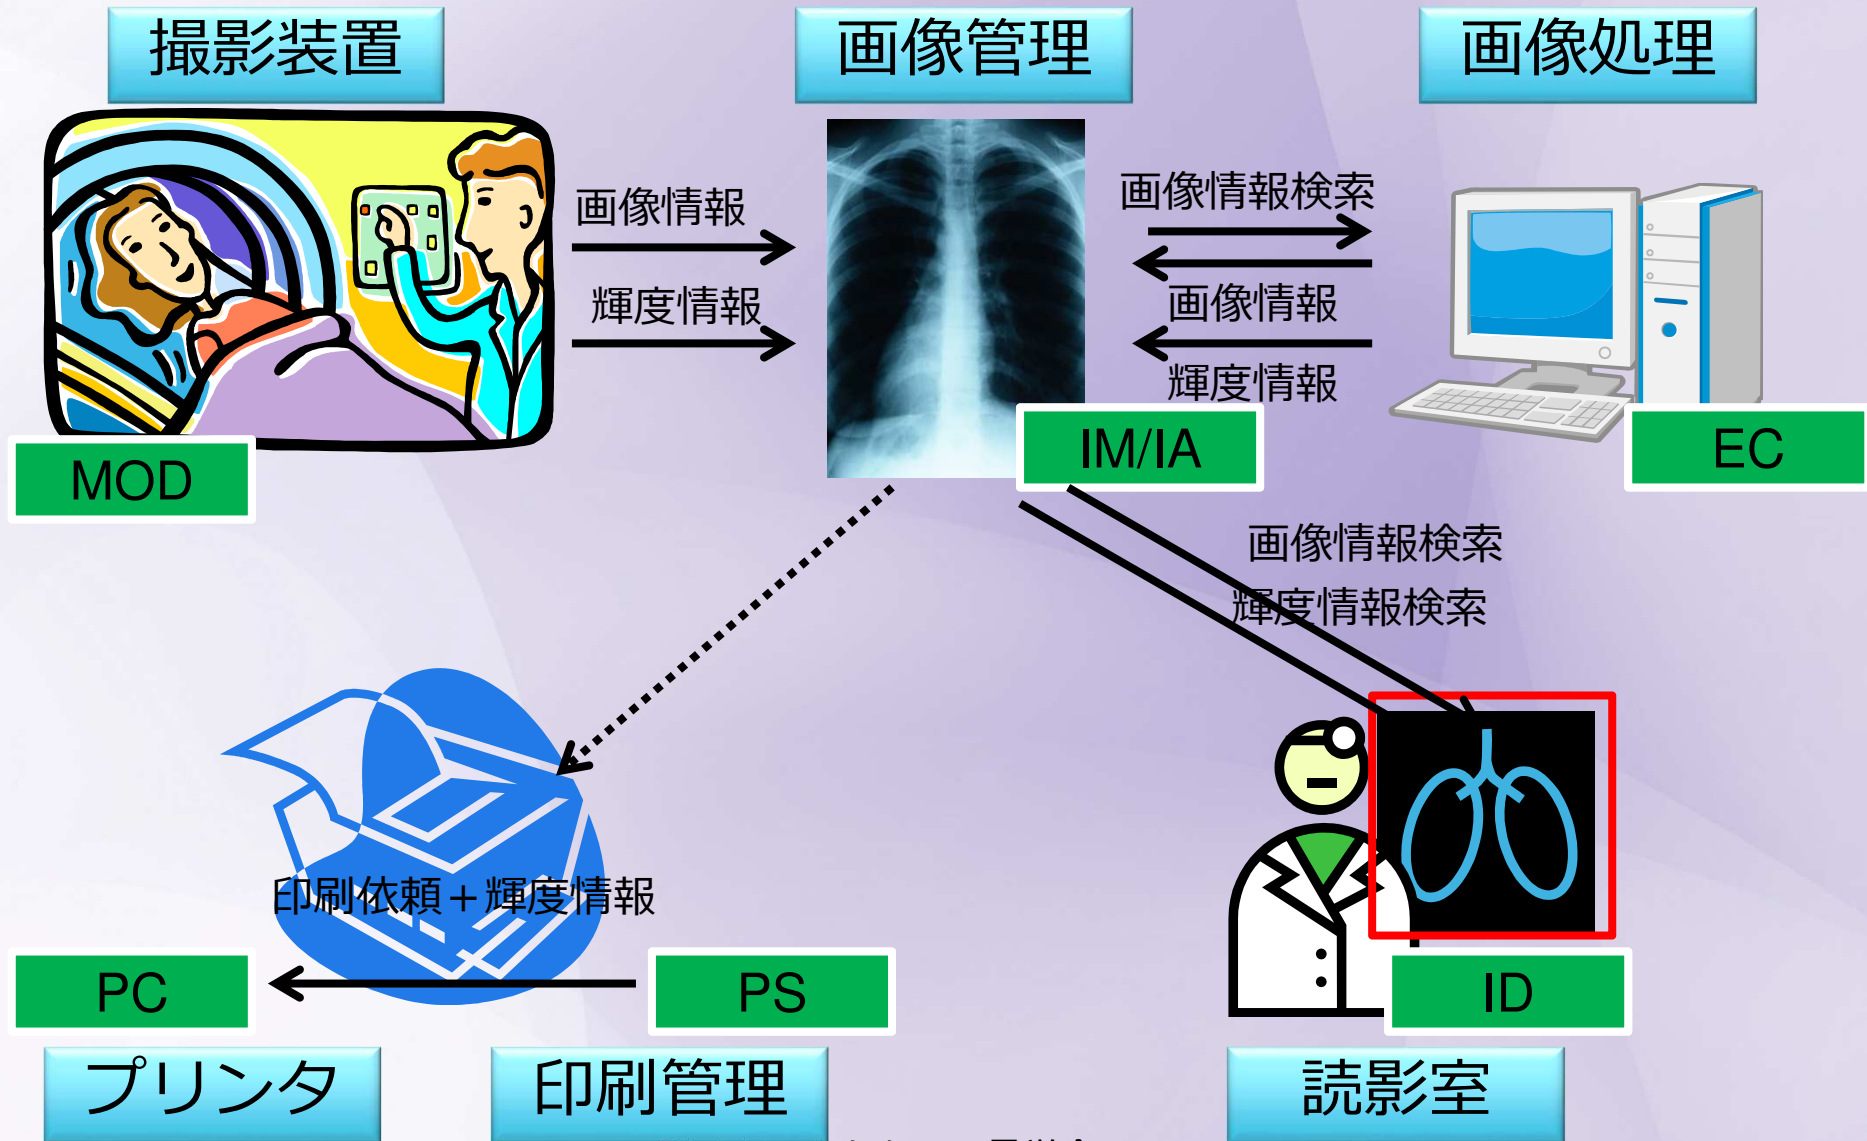 撮影装置
画像管理
画像処理
画像情報
輝度情報
画像情報検索
画像情報
輝度情報
MOD
IM/IA
EC
画像情報検索
輝度情報検索
印刷依頼＋輝度情報
PC
PS
ID
プリンタ
印刷管理
読影室